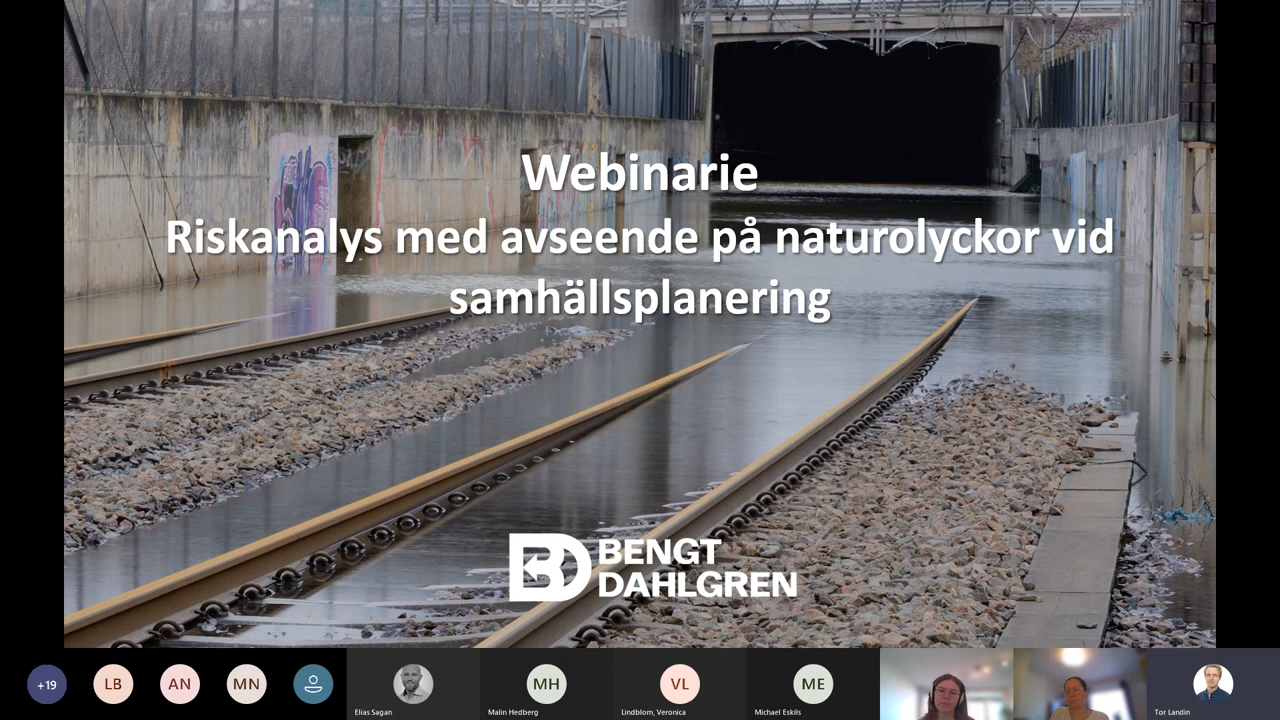 Webinarie
Riskanalys med avseende på naturolyckor vid
samhällsplanering
BD BENGT
DAHLGREN
+19
LB
AN
MN
Elias Sagan
MH
Malin Hedberg
VL
Lindblom, Veronica
ME
Michael Eskils
Tor Landin